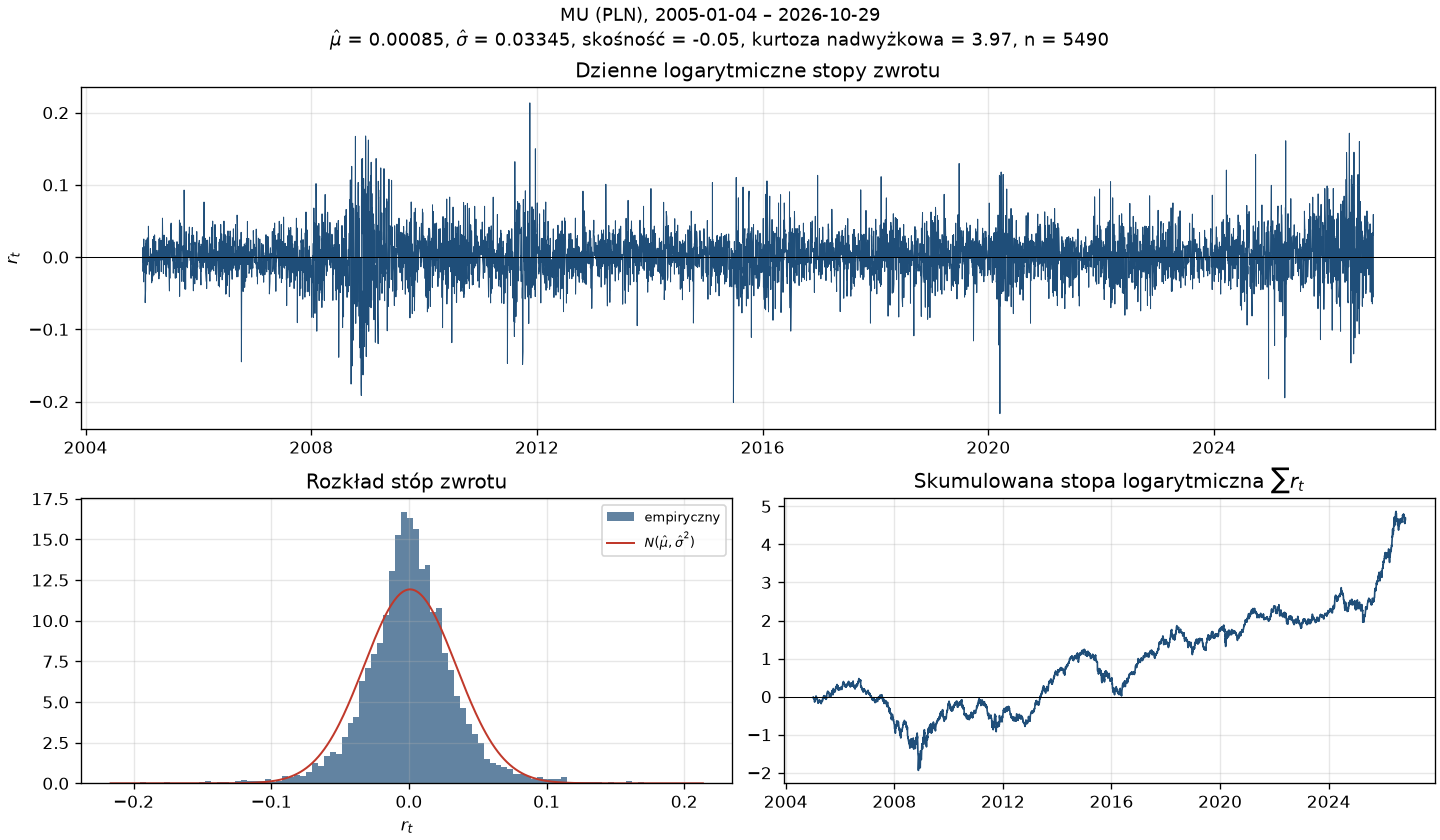 MU (PLN), 2005-01-04 – 2026-10-29
μ̂ = 0.00085, σ̂ = 0.03345, skośność = -0.05, kurtoza nadwyżkowa = 3.97, n = 5490
Dzienne logarytmiczne stopy zwrotu
0.2
0.1
0.0
−0.1
−0.2
r_t
2004 2008 2012 2016 2020 2024
Rozkład stóp zwrotu
17.5
15.0
12.5
10.0
7.5
5.0
2.5
0.0
empiryczny
N(μ̂, σ̂²)
−0.2 −0.1 0.0 0.1 0.2
r_t
Skumulowana stopa logarytmiczna ∑r_t
5
4
3
2
1
0
−1
−2
2004 2008 2012 2016 2020 2024